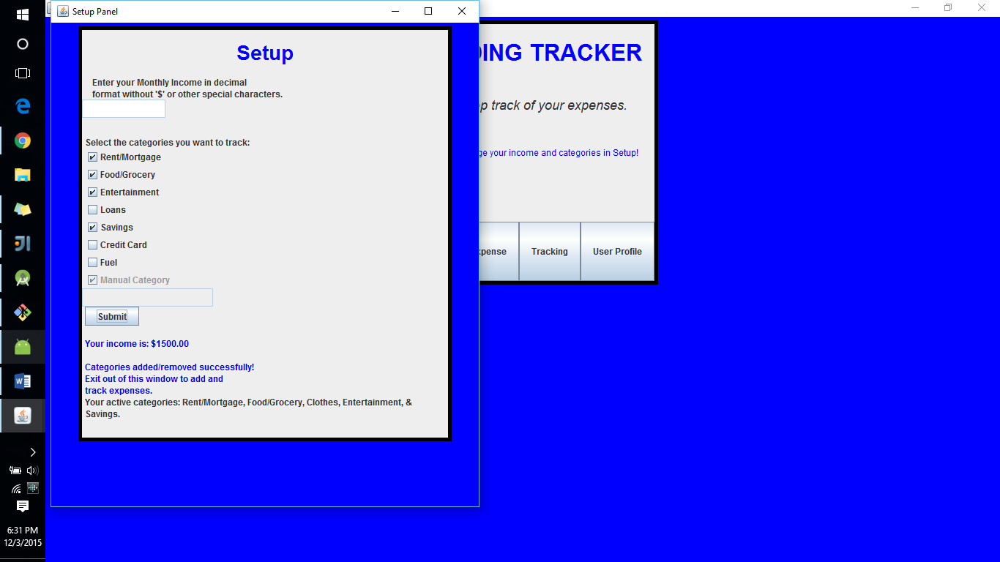 Setup Panel
Setup
Enter your Monthly Income in decimal
format without '$' or other special characters.
Select the categories you want to track:
Rent/Mortgage
Food/Grocery
Entertainment
Loans
Savings
Credit Card
Fuel
Manual Category
Submit
Your income is: $1500.00
Categories added/removed successfully!
Exit out of this window to add and
track expenses.
Your active categories: Rent/Mortgage, Food/Grocery, Clothes, Entertainment, &
Savings.
TRACKER
track of your expenses.
your income and categories in Setup!
Tracking
User Profile
6:31 PM
12/3/2015